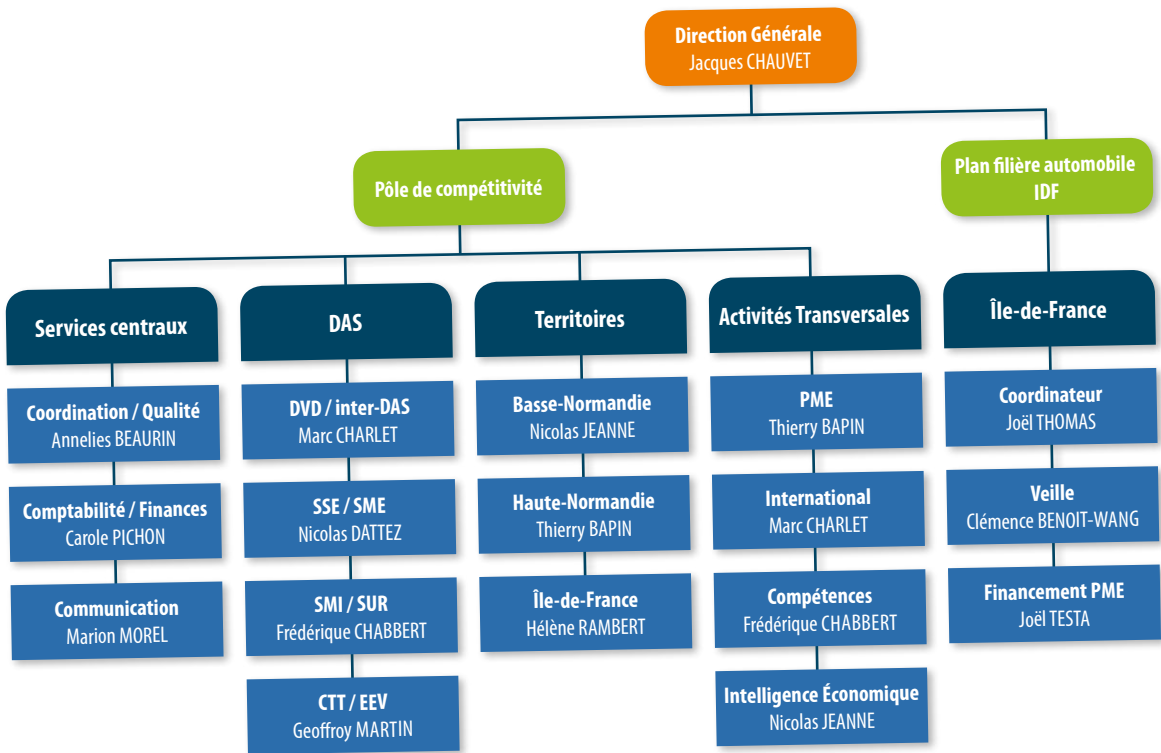 Direction Générale
Jacques CHAUVET
Pôle de compétitivité
Plan filière automobile
IDF
Services centraux
Coordination / Qualité
Annelies BEAURIN
Comptabilité / Finances
Carole PICHON
Communication
Marion MOREL
DAS
DVD / inter-DAS
Marc CHARLET
SSE / SME
Nicolas DATTEZ
SMI / SUR
Frédérique CHABBERT
CTT / EEV
Geoffroy MARTIN
Territoires
Basse-Normandie
Nicolas JEANNE
Haute-Normandie
Thierry BAPIN
Île-de-France
Hélène RAMBERT
Activités Transversales
PME
Thierry BAPIN
International
Marc CHARLET
Compétences
Frédérique CHABBERT
Intelligence Économique
Nicolas JEANNE
Île-de-France
Coordinateur
Joël THOMAS
Veille
Clémence BENOIT-WANG
Financement PME
Joël TESTA